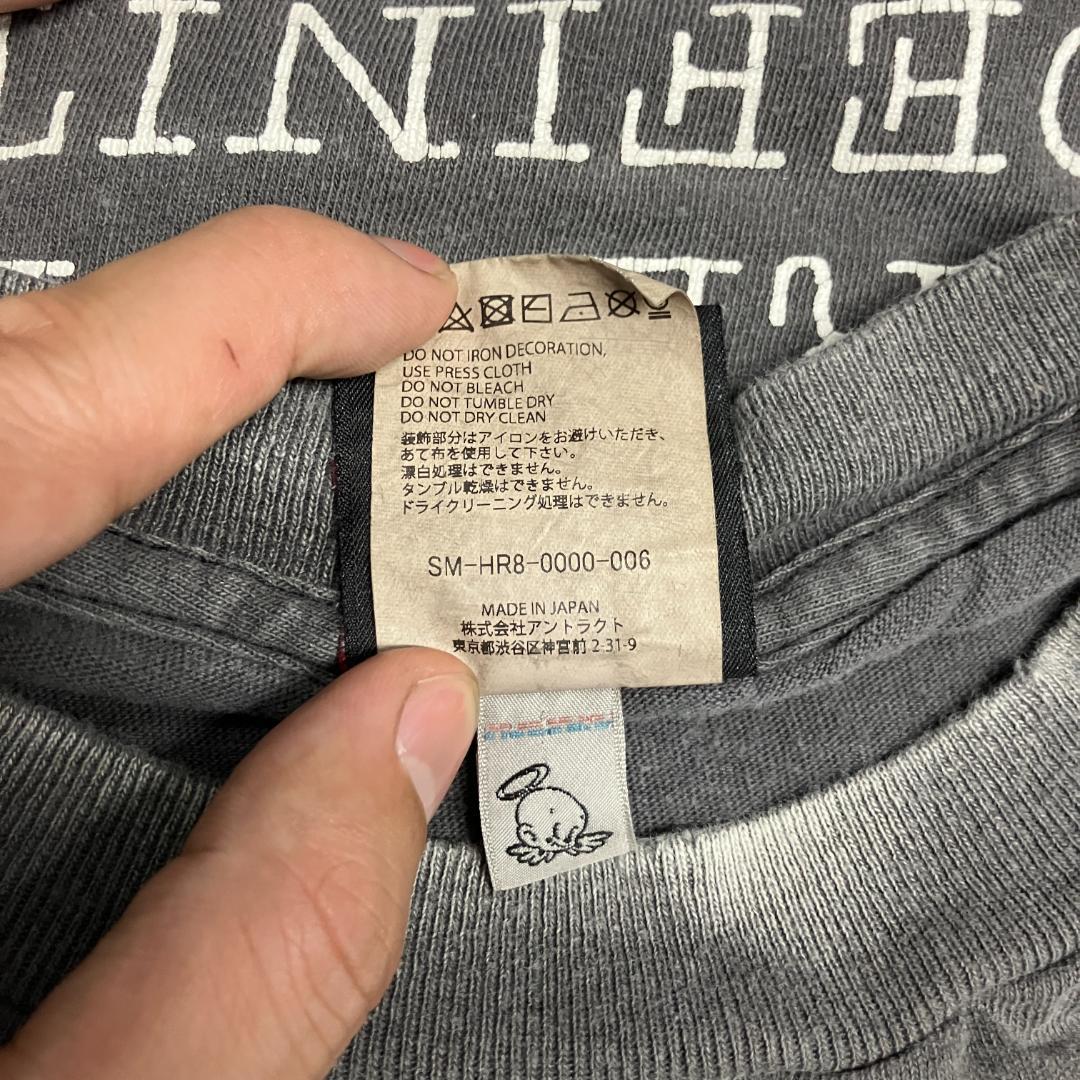 DO NOT IRON DECORATION,
USE PRESS CLOTH
DO NOT BLEACH
DO NOT TUMBLE DRY
DO NOT DRY CLEAN
装飾部分はアイロンをお避けいただき、
あて布を使用して下さい。
漂白処理はできません。
タンブル乾燥はできません。
ドライクリーニング処理はできません。
SM-HR8-0000-006
MADE IN JAPAN
株式会社アントラクト
東京都渋谷区神宮前 2-31-9